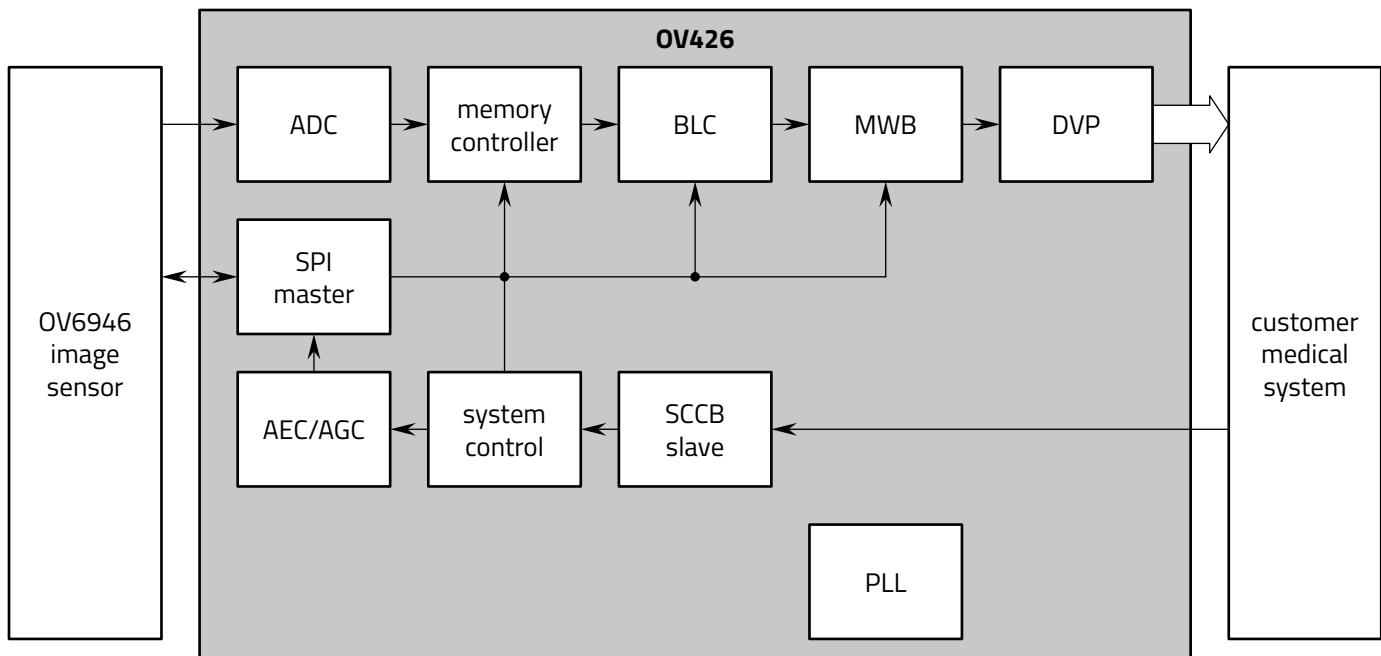 OV426
ADC
memory
controller
BLC
MWB
DVP
SPI
master
OV6946
image
sensor
customer
medical
system
AEC/AGC
system
control
SCCB
slave
PLL